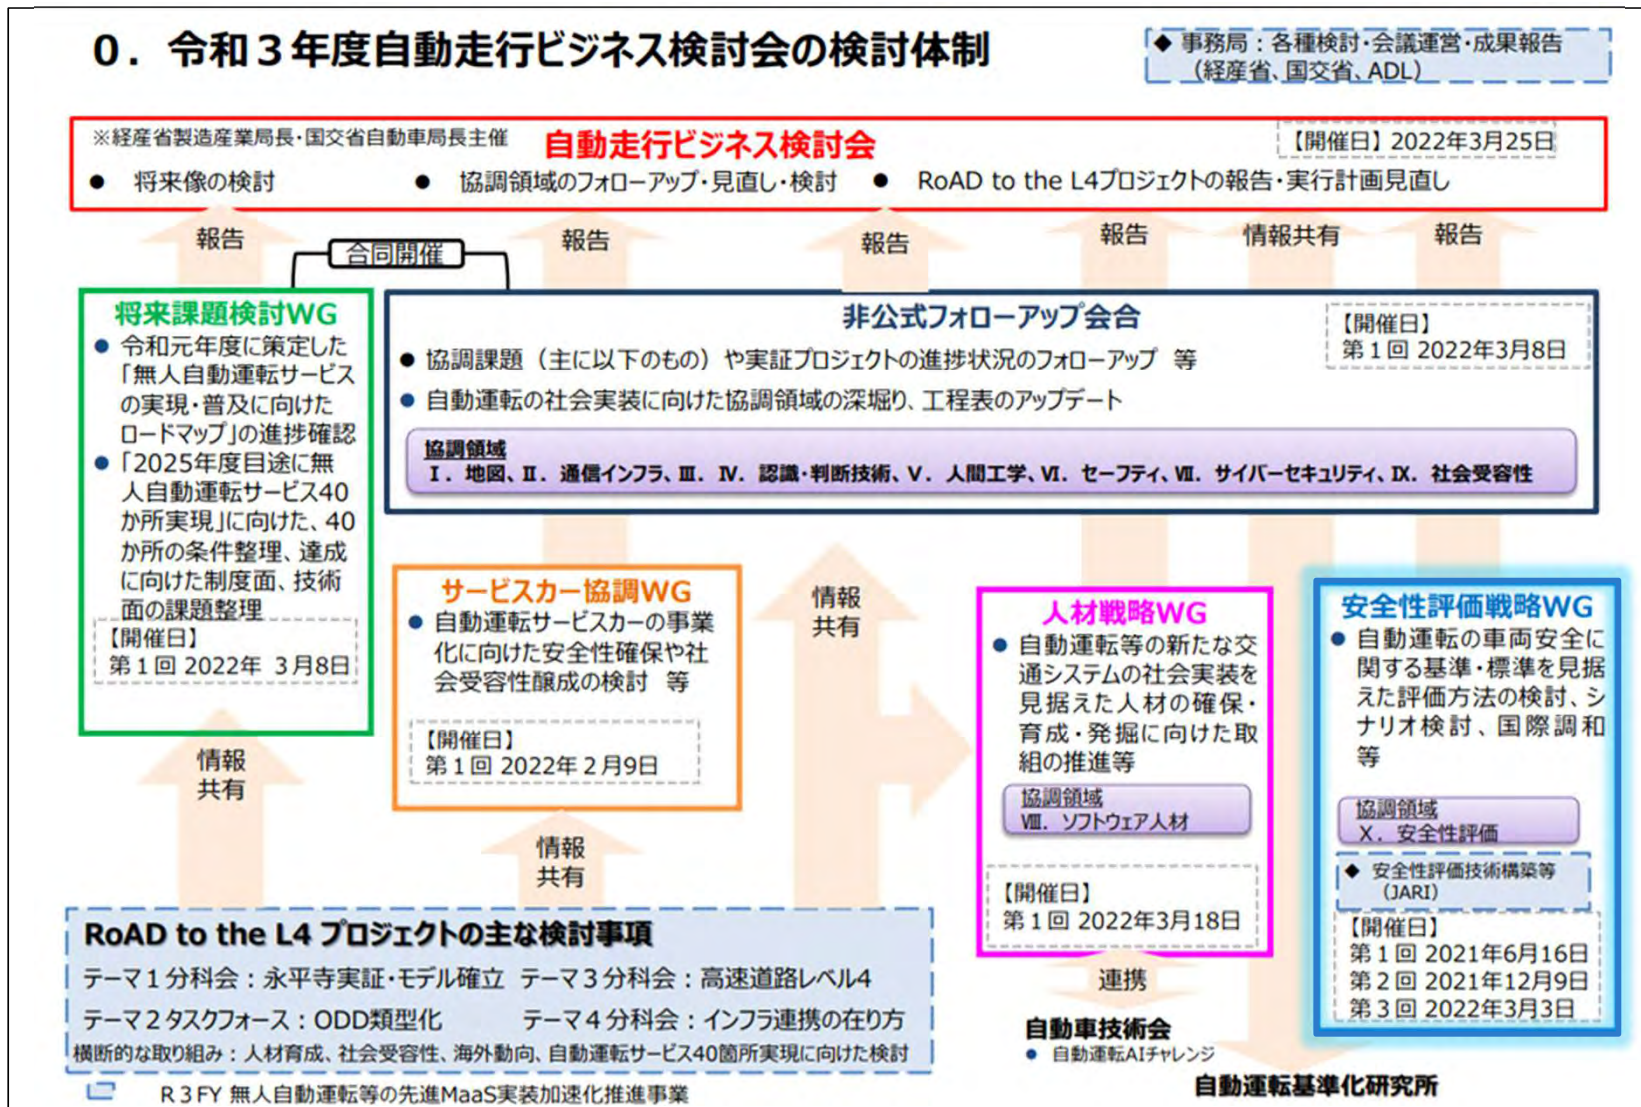 ０．令和３年度自動走行ビジネス検討会の検討体制
◆ 事務局：各種検討・会議運営・成果報告
（経産省、国交省、ADL）
※経産省製造産業局長・国交省自動車局長主催
自動走行ビジネス検討会
【開催日】2022年3月25日
● 将来像の検討
● 協調領域のフォローアップ・見直し・検討
● RoAD to the L4プロジェクトの報告・実行計画見直し
報告
合同開催
報告
報告
報告
情報共有
報告
将来課題検討WG
● 令和元年度に策定した
「無人自動運転サービス
の実現・普及に向けた
ロードマップ」の進捗確認
● 「2025年度目途に無
人自動運転サービス40
か所実現」に向けた、40
か所の条件整理、達成
に向けた制度面、技術
面の課題整理
【開催日】
第１回 2022年 3月8日
非公式フォローアップ会合
【開催日】
第１回 2022年3月8日
● 協調課題（主に以下のもの）や実証プロジェクトの進捗状況のフォローアップ 等
● 自動運転の社会実装に向けた協調領域の深堀り、工程表のアップデート
協調領域
Ⅰ．地図、Ⅱ．通信インフラ、Ⅲ．Ⅳ．認識・判断技術、Ⅴ．人間工学、Ⅵ．セーフティ、Ⅶ．サイバーセキュリティ、Ⅸ．社会受容性
サービスカー協調WG
● 自動運転サービスカーの事業
化に向けた安全性確保や社
会受容性醸成の検討 等
【開催日】
第１回 2022年２月9日
情報
共有
人材戦略WG
● 自動運転等の新たな交
通システムの社会実装を
見据えた人材の確保・
育成・発掘に向けた取
組の推進等
協調領域
Ⅷ．ソフトウェア人材
【開催日】
第１回 2022年3月18日
安全性評価戦略WG
● 自動運転の車両安全に
関する基準・標準を見据
えた評価方法の検討、シ
ナリオ検討、国際調和
等
協調領域
Ⅹ．安全性評価
◆ 安全性評価技術構築等
（JARI）
【開催日】
第１回 2021年6月16日
第２回 2021年12月9日
第３回 2022年3月3日
情報
共有
情報
共有
RoAD to the L4 プロジェクトの主な検討事項
テーマ１分科会：永平寺実証・モデル確立 テーマ３分科会：高速道路レベル4
テーマ２タスクフォース：ODD類型化 テーマ４分科会：インフラ連携の在り方
横断的な取り組み：人材育成、社会受容性、海外動向、自動運転サービス40箇所実現に向けた検討
R３FY 無人自動運転等の先進MaaS実装加速化推進事業
連携
自動車技術会
● 自動運転AIチャレンジ
自動運転基準化研究所